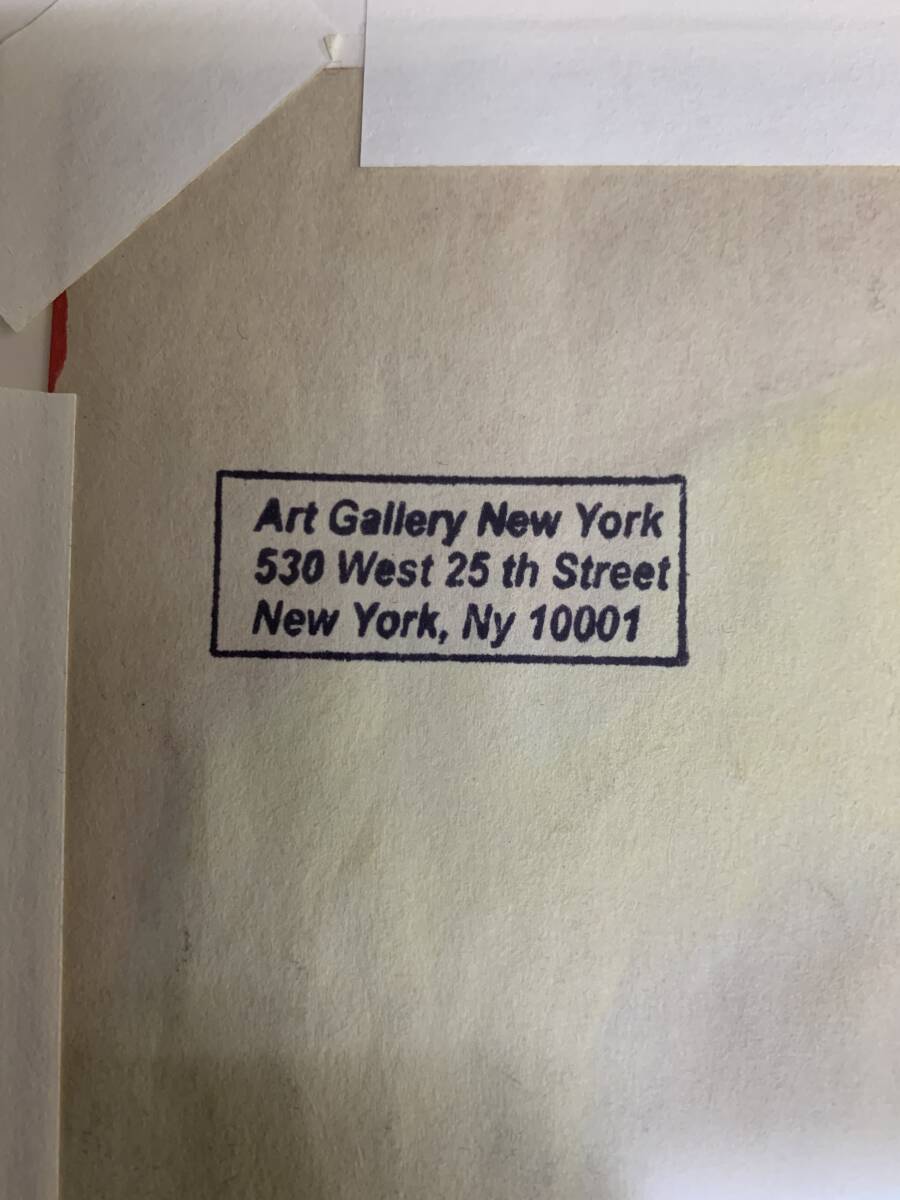 Art Gallery New York
530 West 25 th Street
New York, Ny 10001